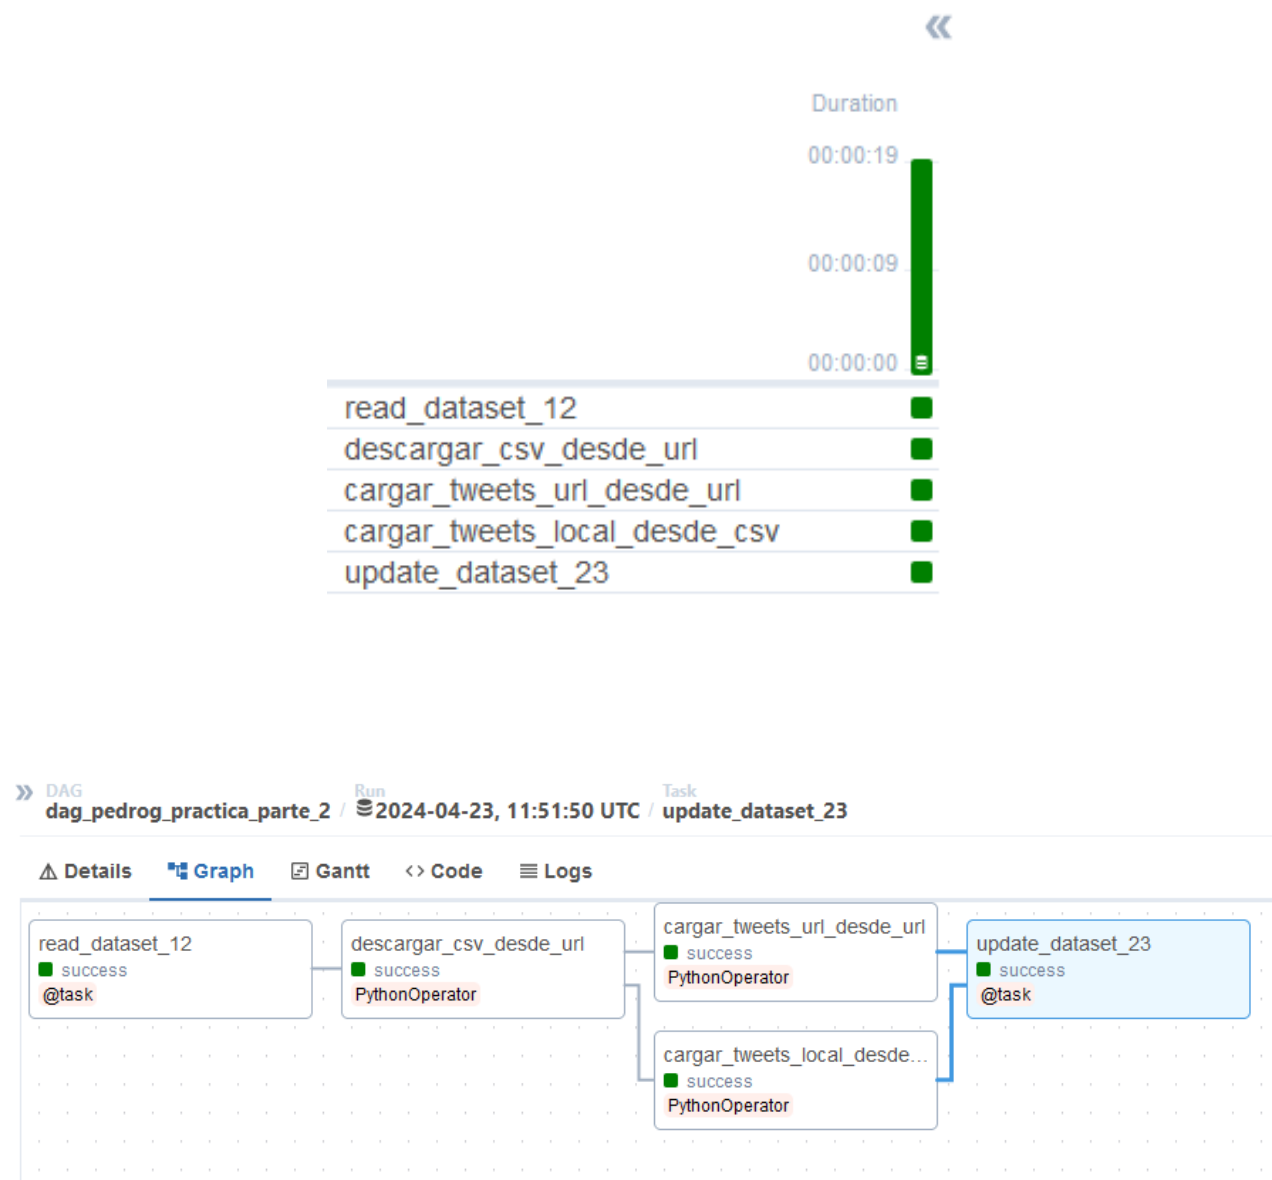 Duration
00:00:19
00:00:09
00:00:00
read_dataset_12
descargar_csv_desde_url
cargar_tweets_url_desde_url
cargar_tweets_local_desde_csv
update_dataset_23
DAG Run Task
dag_pedrog_practica_parte_2 / 2024-04-23, 11:51:50 UTC / update_dataset_23
Details Graph Gantt Code Logs
read_dataset_12
success
@task
descargar_csv_desde_url
success
PythonOperator
cargar_tweets_url_desde_url
success
PythonOperator
cargar_tweets_local_desde...
success
PythonOperator
update_dataset_23
success
@task